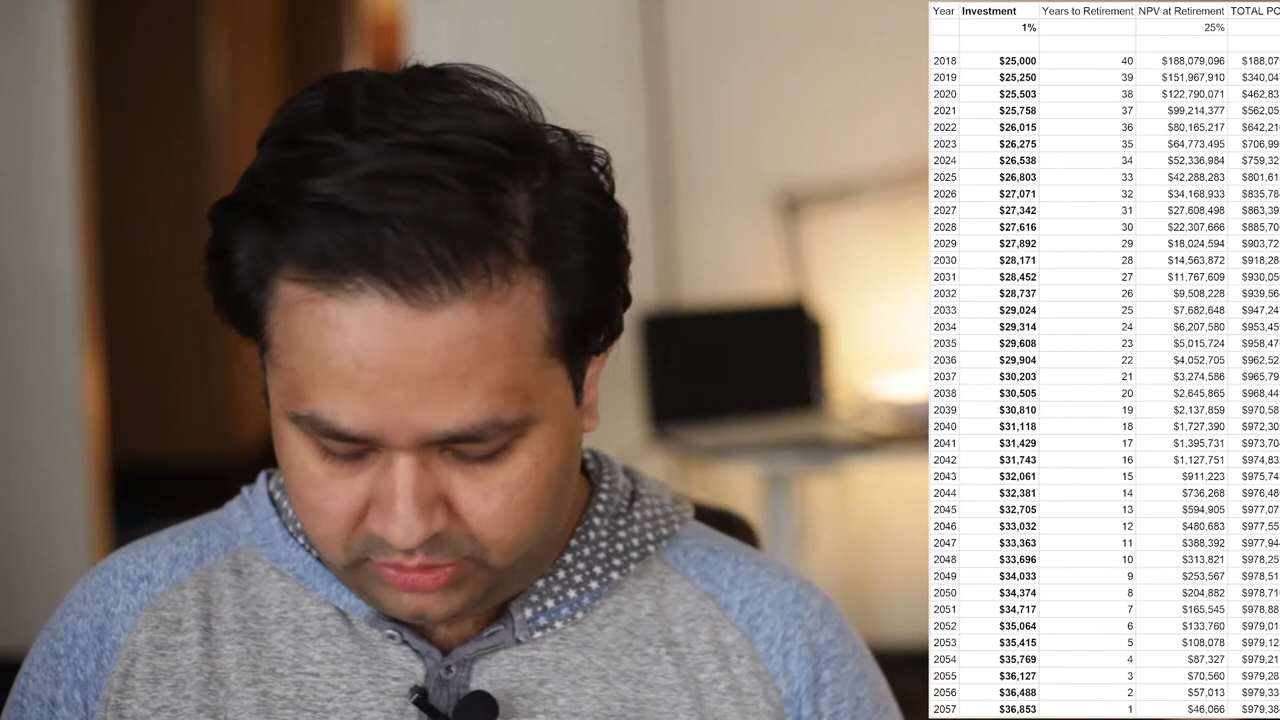 Year Investment Years to Retirement NPV at Retirement TOTAL
1% 25%
2018 $25,000 40 $188,079,096
2019 $25,250 39 $151,967,910
2020 $25,503 38 $122,790,071
2021 $25,758 37 $99,214,377
2022 $26,015 36 $80,165,217
2023 $26,275 35 $64,773,495
2024 $26,538 34 $52,336,984
2025 $26,803 33 $42,288,283
2026 $27,071 32 $34,168,933
2027 $27,342 31 $27,608,498
2028 $27,616 30 $22,307,666
2029 $27,892 29 $18,024,594
2030 $28,171 28 $14,563,872
2031 $28,452 27 $11,767,609
2032 $28,737 26 $9,508,228
2033 $29,024 25 $7,682,648
2034 $29,314 24 $6,207,580
2035 $29,608 23 $5,015,724
2036 $29,904 22 $4,052,705
2037 $30,203 21 $3,274,586
2038 $30,505 20 $2,645,865
2039 $30,810 19 $2,137,859
2040 $31,118 18 $1,727,390
2041 $31,429 17 $1,395,731
2042 $31,743 16 $1,127,751
2043 $32,061 15 $911,223
2044 $32,381 14 $736,268
2045 $32,705 13 $594,905
2046 $33,032 12 $480,683
2047 $33,363 11 $388,392
2048 $33,696 10 $313,821
2049 $34,033 9 $253,567
2050 $34,374 8 $204,882
2051 $34,717 7 $165,545
2052 $35,064 6 $133,760
2053 $35,415 5 $108,078
2054 $35,769 4 $87,327
2055 $36,127 3 $70,560
2056 $36,488 2 $57,013
2057 $36,853 1 $46,066